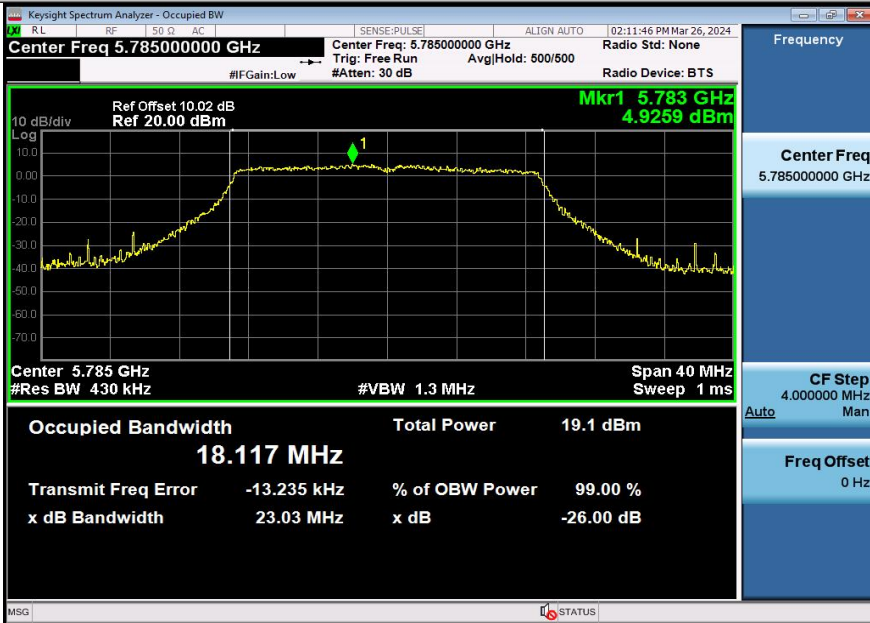 Keysight Spectrum Analyzer - Occupied BW
LXI RL RF 50 Ω AC SENSE:PULSE ALIGN AUTO 02:11:46 PM Mar 26, 2024
Center Freq 5.785000000 GHz
Center Freq: 5.785000000 GHz Radio Std: None
Trig: Free Run Avg|Hold: 500/500
#IFGain:Low #Atten: 30 dB Radio Device: BTS
Frequency
Ref Offset 10.02 dB Mkr1 5.783 GHz
10 dB/div Ref 20.00 dBm 4.9259 dBm
Log
1
10.0
0.00
-10.0
-20.0
-30.0
-40.0
-50.0
-60.0
-70.0
Center 5.785 GHz Span 40 MHz
#Res BW 430 kHz #VBW 1.3 MHz Sweep 1 ms
Occupied Bandwidth Total Power 19.1 dBm
18.117 MHz
Transmit Freq Error -13.235 kHz % of OBW Power 99.00 %
x dB Bandwidth 23.03 MHz x dB -26.00 dB
Center Freq
5.785000000 GHz
CF Step
4.000000 MHz
Auto Man
Freq Offset
0 Hz
MSG STATUS